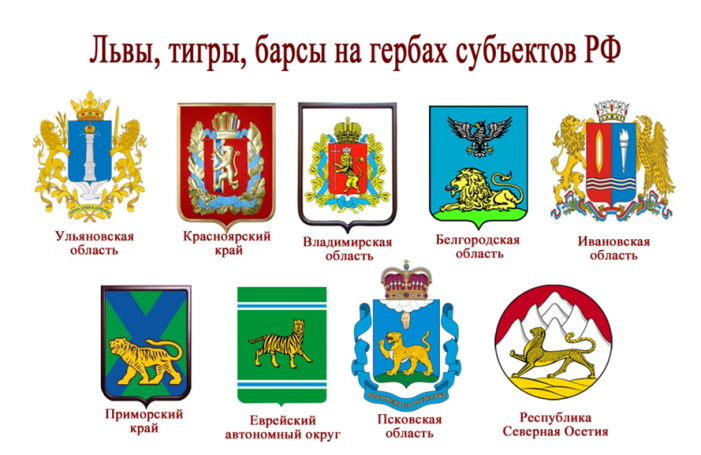 Львы, тигры, барсы на гербах субъектов РФ
Ульяновская
область
Красноярский
край
Владимирская
область
Белгородская
область
Ивановская
область
Приморский
край
Еврейский
автономный округ
Псковская
область
Республика
Северная Осетия